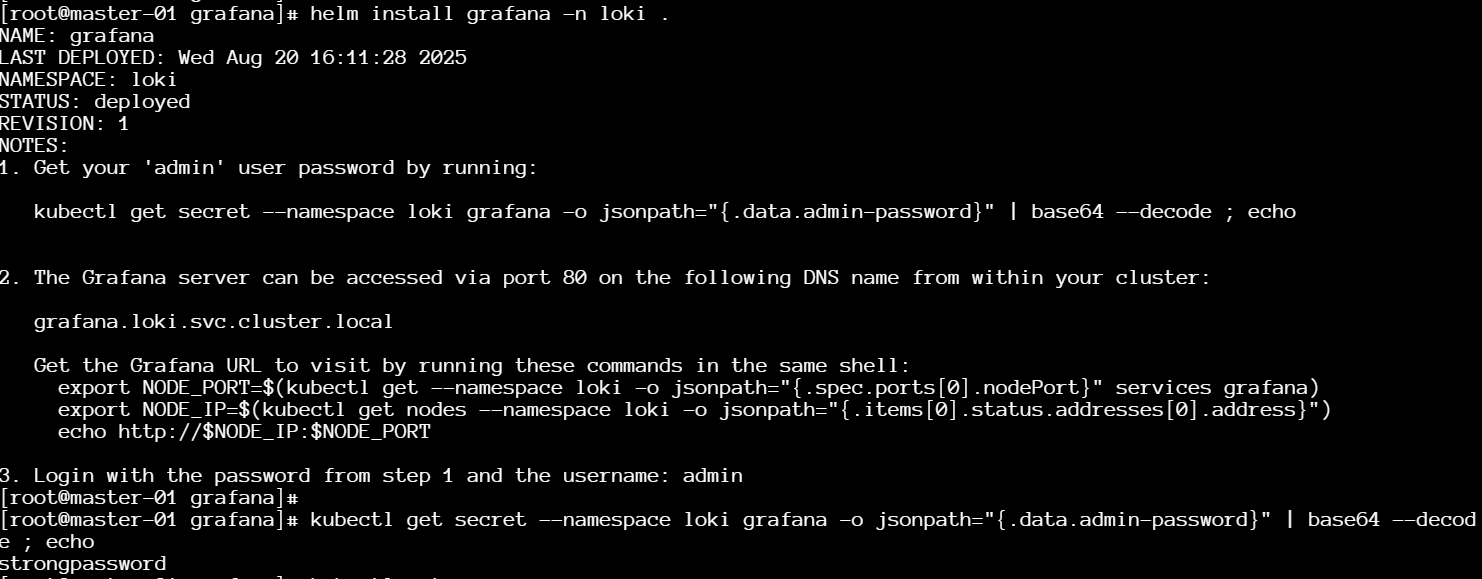 [root@master-01 grafana]# helm install grafana -n loki .
NAME: grafana
LAST DEPLOYED: Wed Aug 20 16:11:28 2025
NAMESPACE: loki
STATUS: deployed
REVISION: 1
NOTES:
1. Get your 'admin' user password by running:
   kubectl get secret --namespace loki grafana -o jsonpath="{.data.admin-password}" | base64 --decode ; echo
2. The Grafana server can be accessed via port 80 on the following DNS name from within your cluster:
   grafana.loki.svc.cluster.local
   Get the Grafana URL to visit by running these commands in the same shell:
     export NODE_PORT=$(kubectl get --namespace loki -o jsonpath="{.spec.ports[0].nodePort}" services grafana)
     export NODE_IP=$(kubectl get nodes --namespace loki -o jsonpath="{.items[0].status.addresses[0].address}")
     echo http://$NODE_IP:$NODE_PORT
3. Login with the password from step 1 and the username: admin
[root@master-01 grafana]#
[root@master-01 grafana]# kubectl get secret --namespace loki grafana -o jsonpath="{.data.admin-password}" | base64 --decod
e ; echo
strongpassword